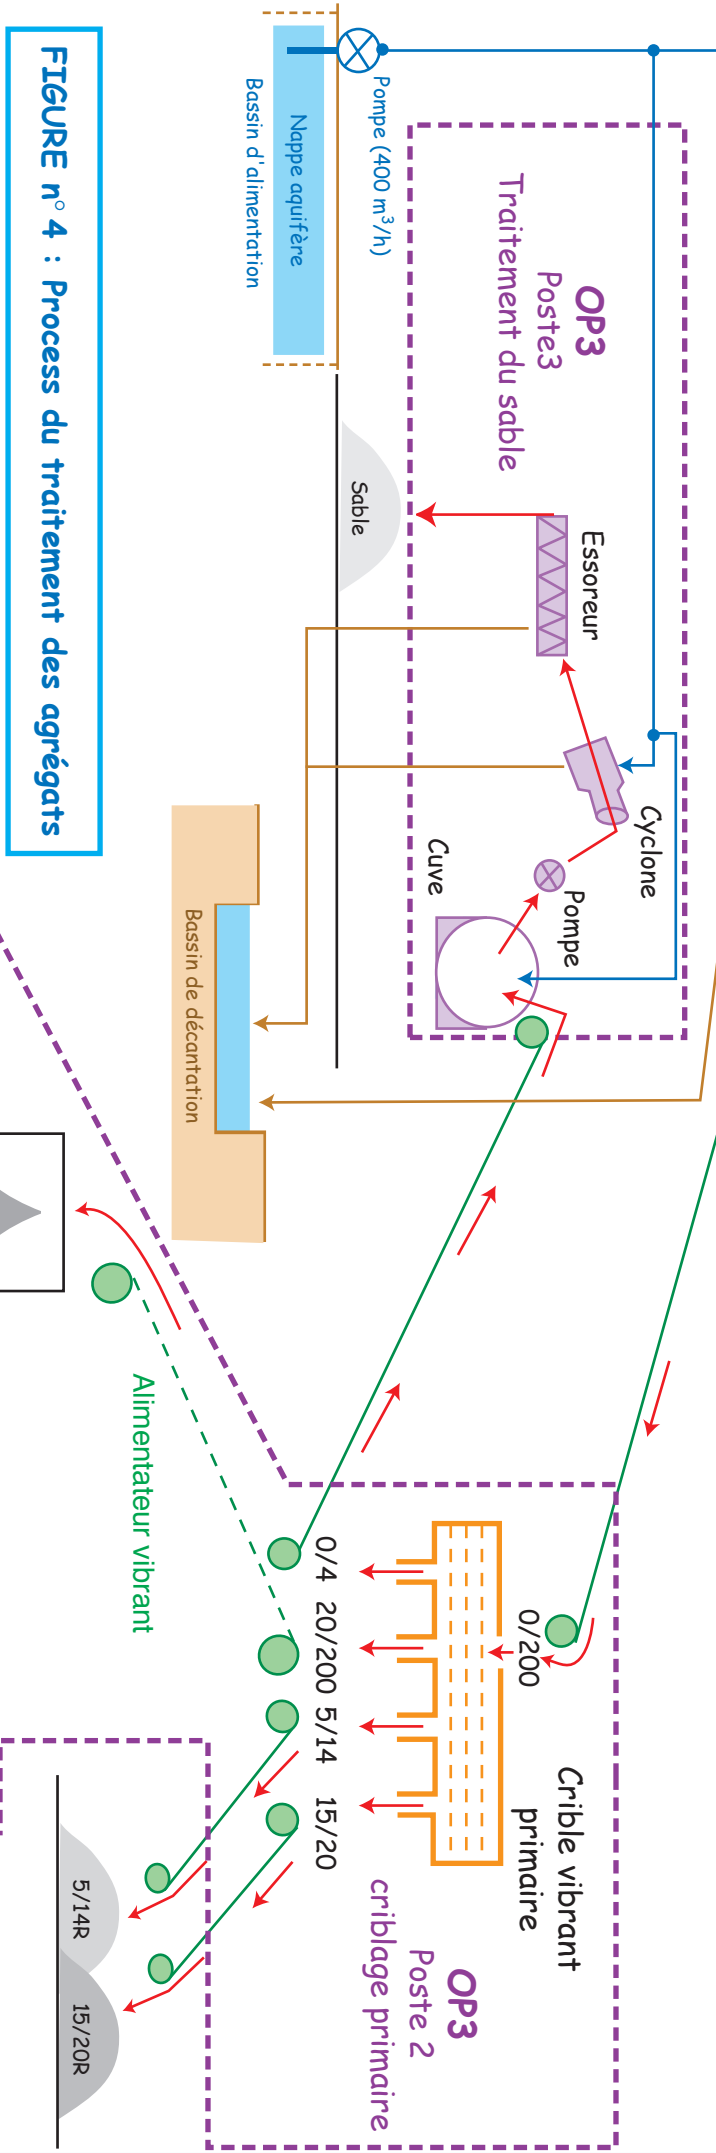 OP3
Poste3
Traitement du sable
Essoreur
Cyclone
Pompe
Cuve
Pompe (400 m³/h)
Nappe aquifère
Bassin d'alimentation
Sable
Bassin de décantation
OP3
Poste 2
criblage primaire
Crible vibrant
primaire
0/200
0/4
20/200
5/14
15/20
Alimentateur vibrant
5/14R
15/20R
FIGURE n° 4 : Process du traitement des agrégats